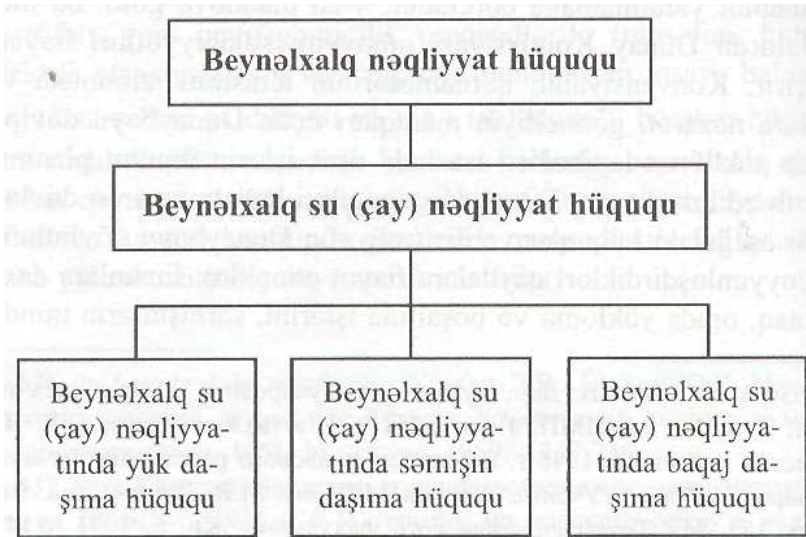 Beynəlxalq nəqliyyat hüququ
Beynəlxalq su (çay) nəqliyyat hüququ
Beynəlxalq su
(çay) nəqliyya-
tında yük da-
şıma hüququ
Beynəlxalq su
(çay) nəqliyya-
tında sərnişin
daşıma hüququ
Beynəlxalq su
(çay) nəqliyya-
tında baqaj da-
şıma hüququ